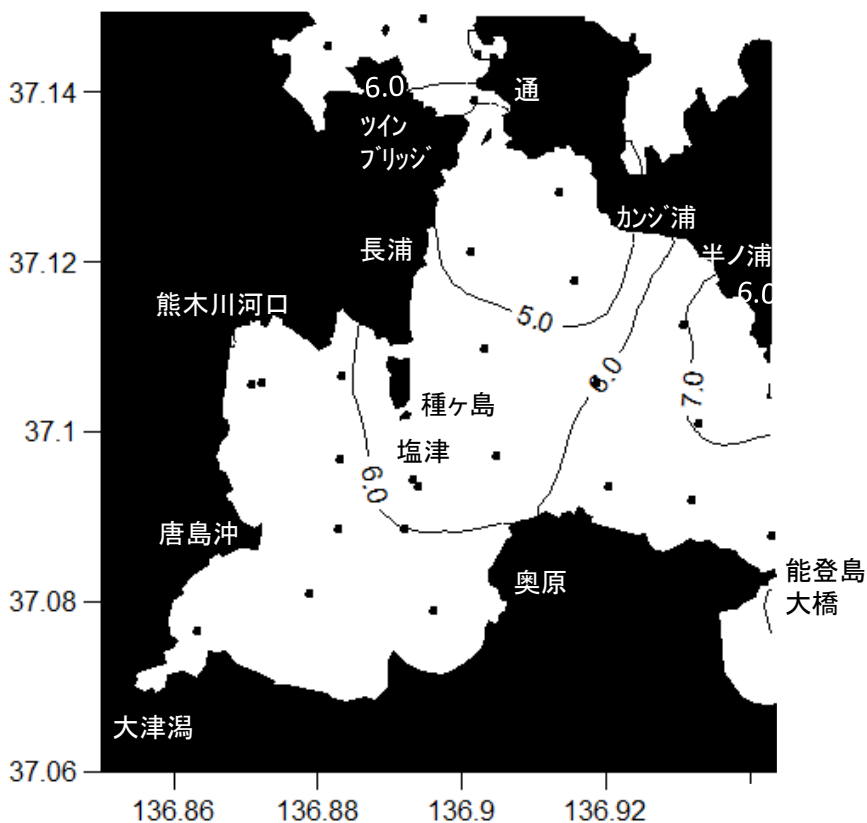 37.14
6.0
通
ツイン
ブリッジ
カンジ浦
37.12
長浦
半ノ浦
6.0
熊木川河口
5.0
6.0
7.0
種ヶ島
37.1
塩津
6.0
唐島沖
奥原
能登島
大橋
37.08
大津潟
37.06
136.86
136.88
136.9
136.92